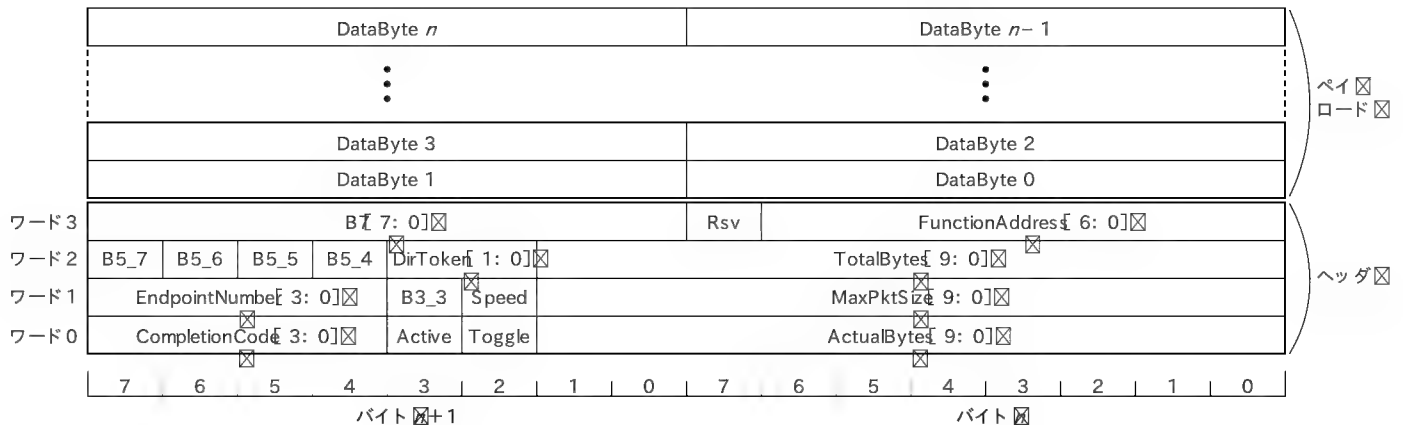 DataByte n DataByte n− 1
DataByte 3 DataByte 2
ペイ
ロード
DataByte 1 DataByte 0
ワード3 B7[ 7: 0] Rsv FunctionAddress[ 6: 0]
ワード2 B5_7 B5_6 B5_5 B5_4 DirToken[ 1: 0] TotalBytes[ 9: 0]
ヘッダ
ワード1 EndpointNumber[ 3: 0] B3_3 Speed MaxPktSize[ 9: 0]
ワード0 CompletionCode[ 3: 0] Active Toggle ActualBytes[ 9: 0]
7 6 5 4 3 2 1 0 7 6 5 4 3 2 1 0
バイト n+1 バイト n